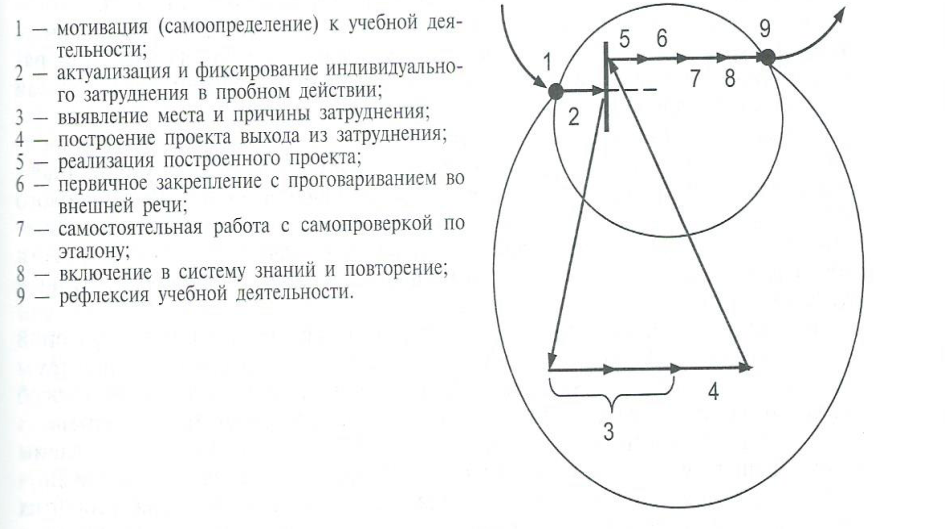 1 — мотивация (самоопределение) к учебной дея-
тельности;
2 — актуализация и фиксирование индивидуально-
го затруднения в пробном действии;
3 — выявление места и причины затруднения;
4 — построение проекта выхода из затруднения;
5 — реализация построенного проекта;
6 — первичное закрепление с проговариванием во
внешней речи;
7 — самостоятельная работа с самопроверкой по
эталону;
8 — включение в систему знаний и повторение;
9 — рефлексия учебной деятельности.
1
2
5
6
7
8
9
3
4